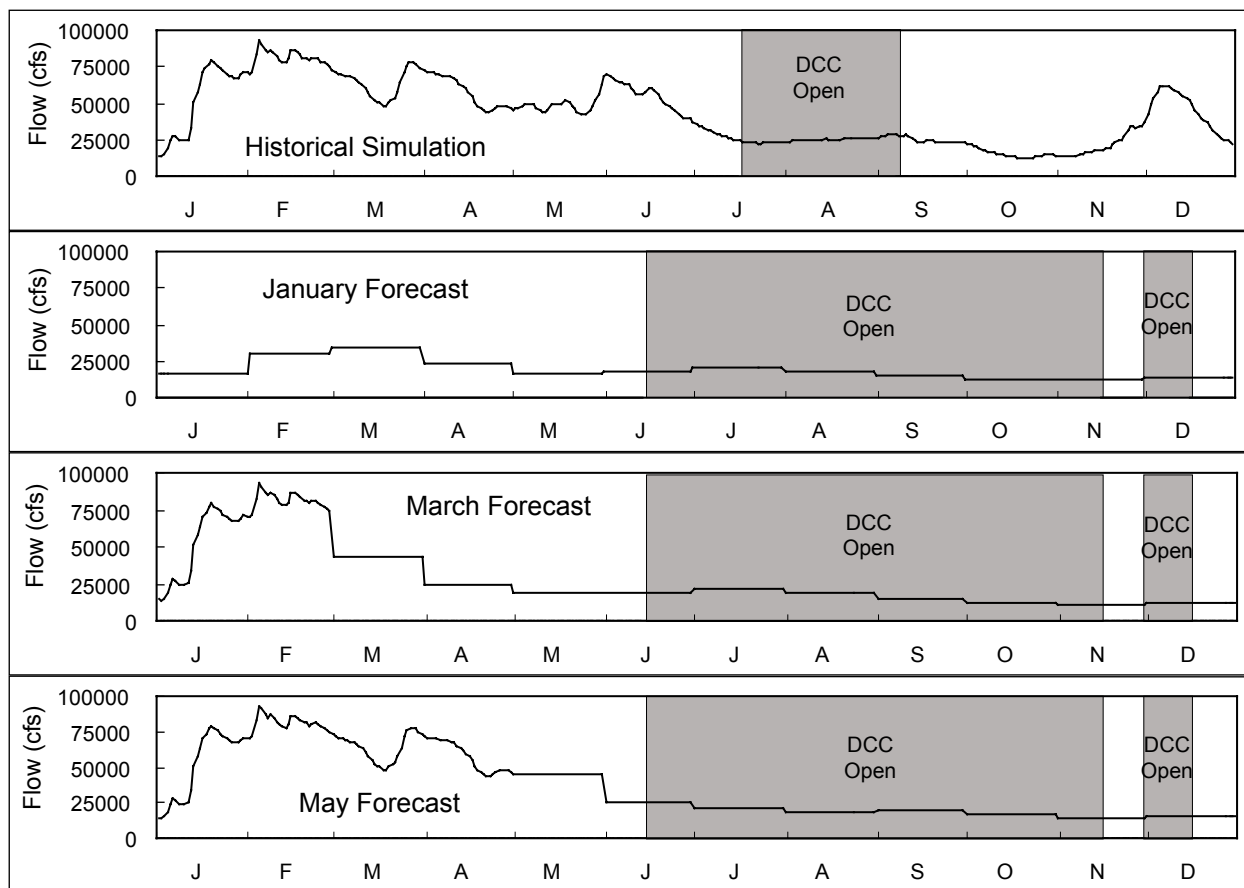 Flow (cfs)
100000
75000
50000
25000
0
DCC
Open
Historical Simulation
J F M A M J J A S O N D
Flow (cfs)
100000
75000
50000
25000
0
January Forecast
DCC
Open
DCC
Open
J F M A M J J A S O N D
Flow (cfs)
100000
75000
50000
25000
0
March Forecast
DCC
Open
DCC
Open
J F M A M J J A S O N D
Flow (cfs)
100000
75000
50000
25000
0
May Forecast
DCC
Open
DCC
Open
J F M A M J J A S O N D